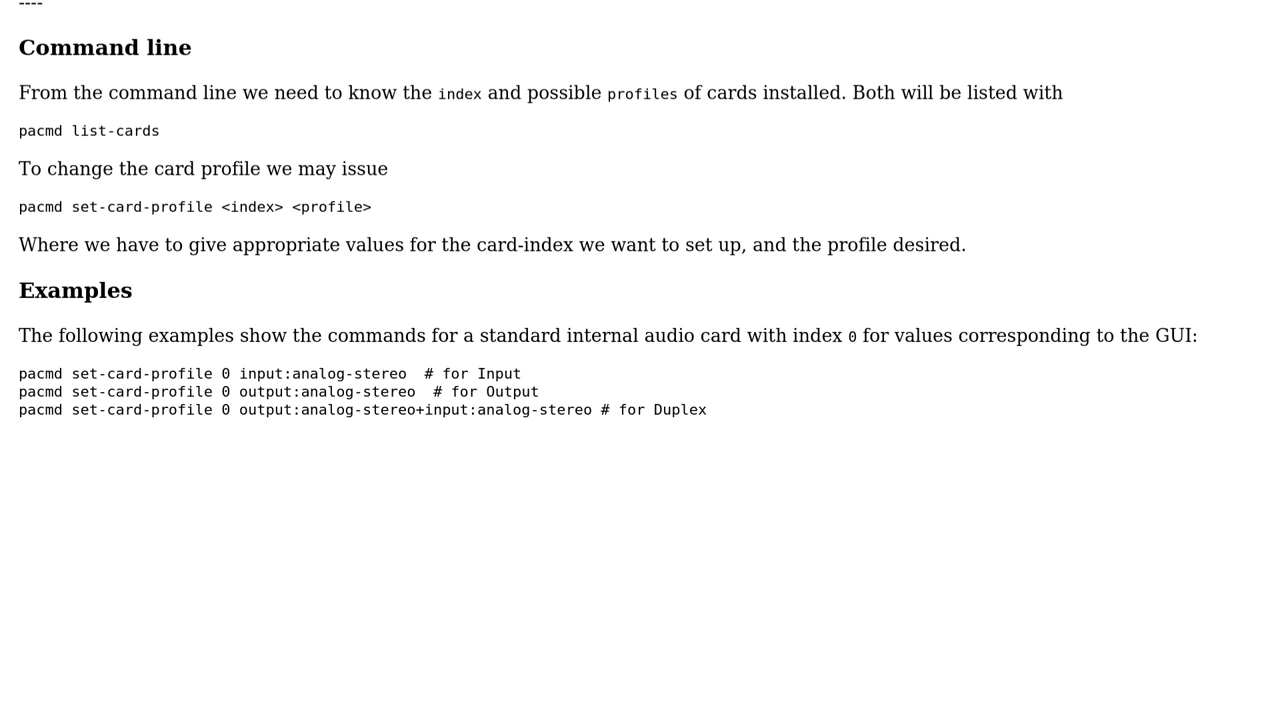 ----
Command line
From the command line we need to know the index and possible profiles of cards installed. Both will be listed with
pacmd list-cards
To change the card profile we may issue
pacmd set-card-profile <index> <profile>
Where we have to give appropriate values for the card-index we want to set up, and the profile desired.
Examples
The following examples show the commands for a standard internal audio card with index 0 for values corresponding to the GUI:
pacmd set-card-profile 0 input:analog-stereo  # for Input
pacmd set-card-profile 0 output:analog-stereo  # for Output
pacmd set-card-profile 0 output:analog-stereo+input:analog-stereo # for Duplex